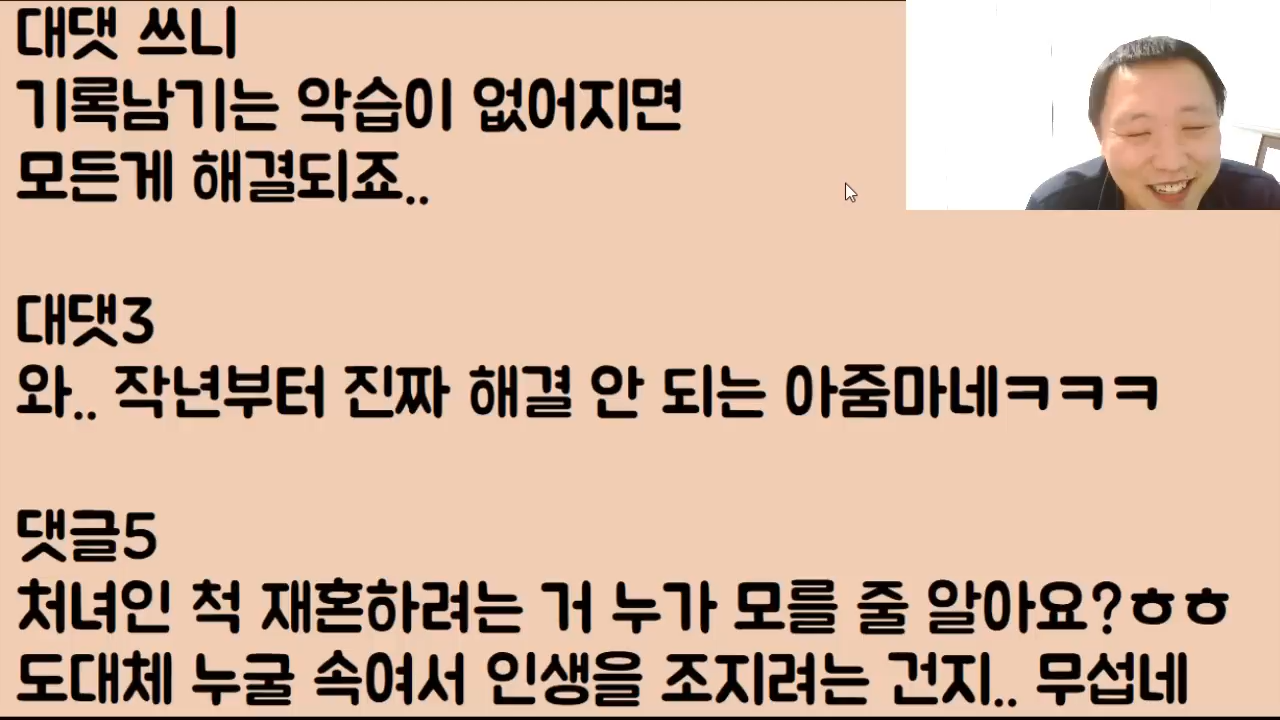 대댓 쓰니
기록남기는 악습이 없어지면
모든게 해결되죠..
대댓3
와.. 작년부터 진짜 해결 안 되는 아줌마네ㅋㅋㅋ
댓글5
처녀인 척 재혼하려는 거 누가 모를 줄 알아요?ㅎㅎ
도대체 누굴 속여서 인생을 조지려는 건지.. 무섭네